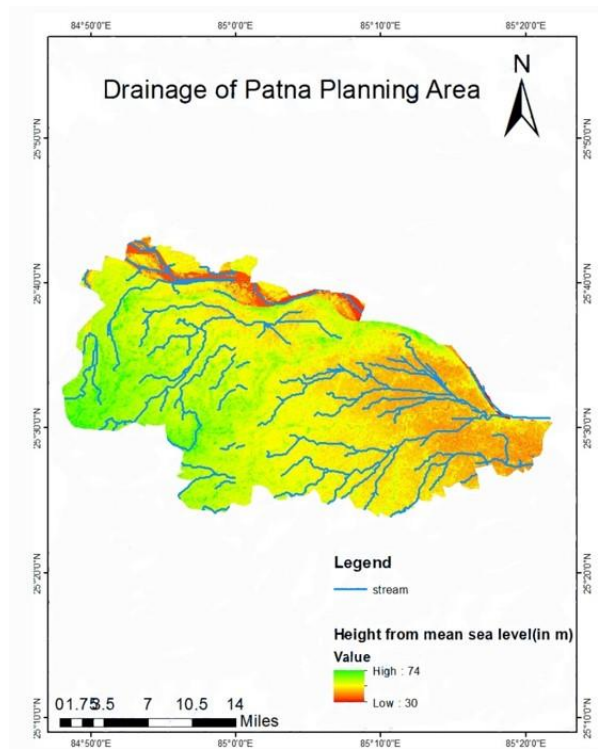 84°50'0"E 85°0'0"E 85°10'0"E 85°20'0"E
Drainage of Patna Planning Area
N
25°50'0"N 25°50'0"N
25°40'0"N 25°40'0"N
25°30'0"N 25°30'0"N
25°20'0"N 25°20'0"N
25°10'0"N 25°10'0"N
Legend
stream
Height from mean sea level(in m)
Value
High : 74
Low : 30
0 1.75 3.5 7 10.5 14
Miles
84°50'0"E 85°0'0"E 85°10'0"E 85°20'0"E